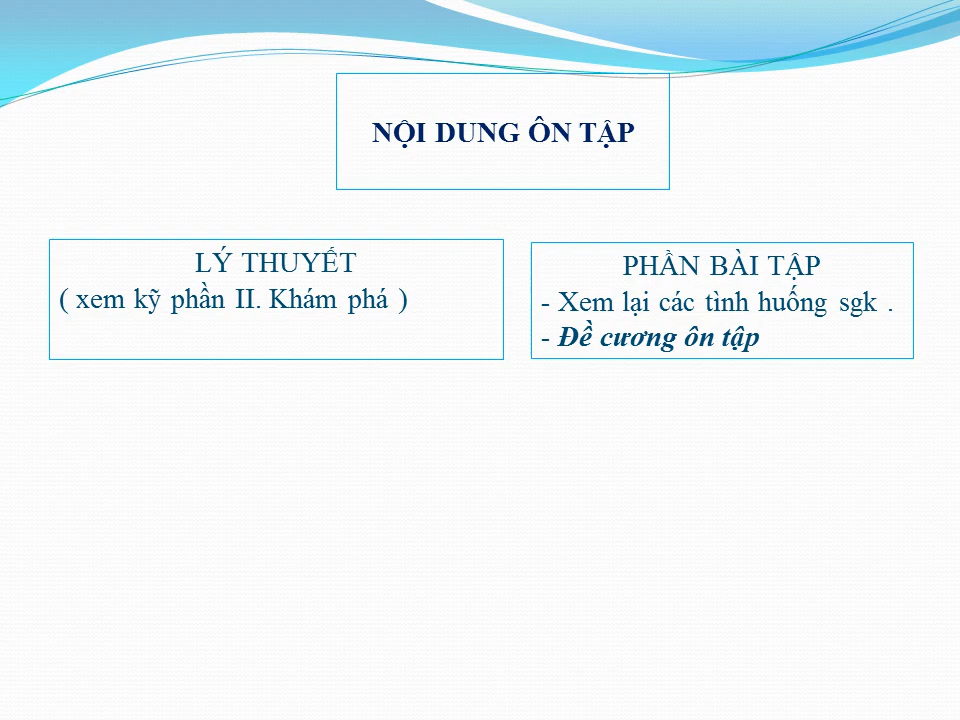 NỘI DUNG ÔN TẬP
LÝ THUYẾT
( xem kỹ phần II. Khám phá )
PHẦN BÀI TẬP
- Xem lại các tình huống sgk .
- Đề cương ôn tập